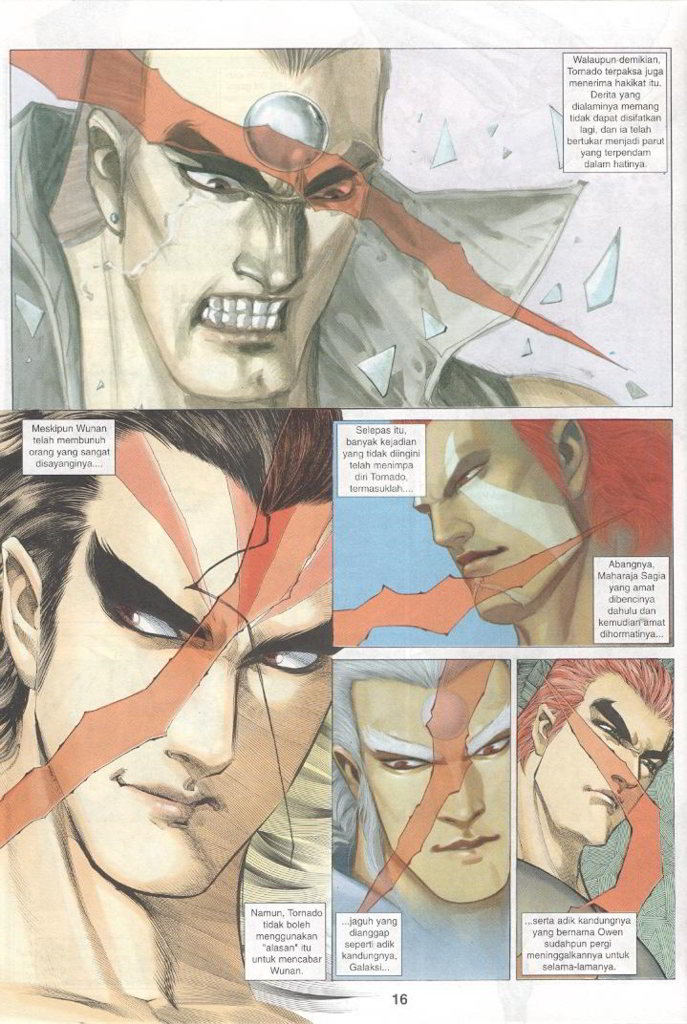 Walaupun demikian,
Tornado terpaksa juga
menerima hakikat itu.
Derita yang
dialaminya memang
tidak dapat disifatkan
lagi, dan ia telah
bertukar menjadi parut
yang terpendam
dalam hatinya.
Meskipun Wunan
telah membunuh
orang yang sangat
disayanginya....
Namun, Tornado
tidak boleh
menggunakan
"alasan" itu
untuk mencabar
Wunan.
Selepas itu,
banyak kejadian
yang tidak diingini
telah menimpa
diri Tornado,
termasuklah....
Abangnya,
Maharaja Sagia
yang amat
dibencinya
dahulu dan
kemudian amat
dihormatinya...
...jaguh yang
dianggap
seperti adik
kandungnya,
Galaksi...
...serta adik kandungnya
yang bernama Owen
sudahpun pergi
meninggalkannya untuk
selama-lamanya.
16